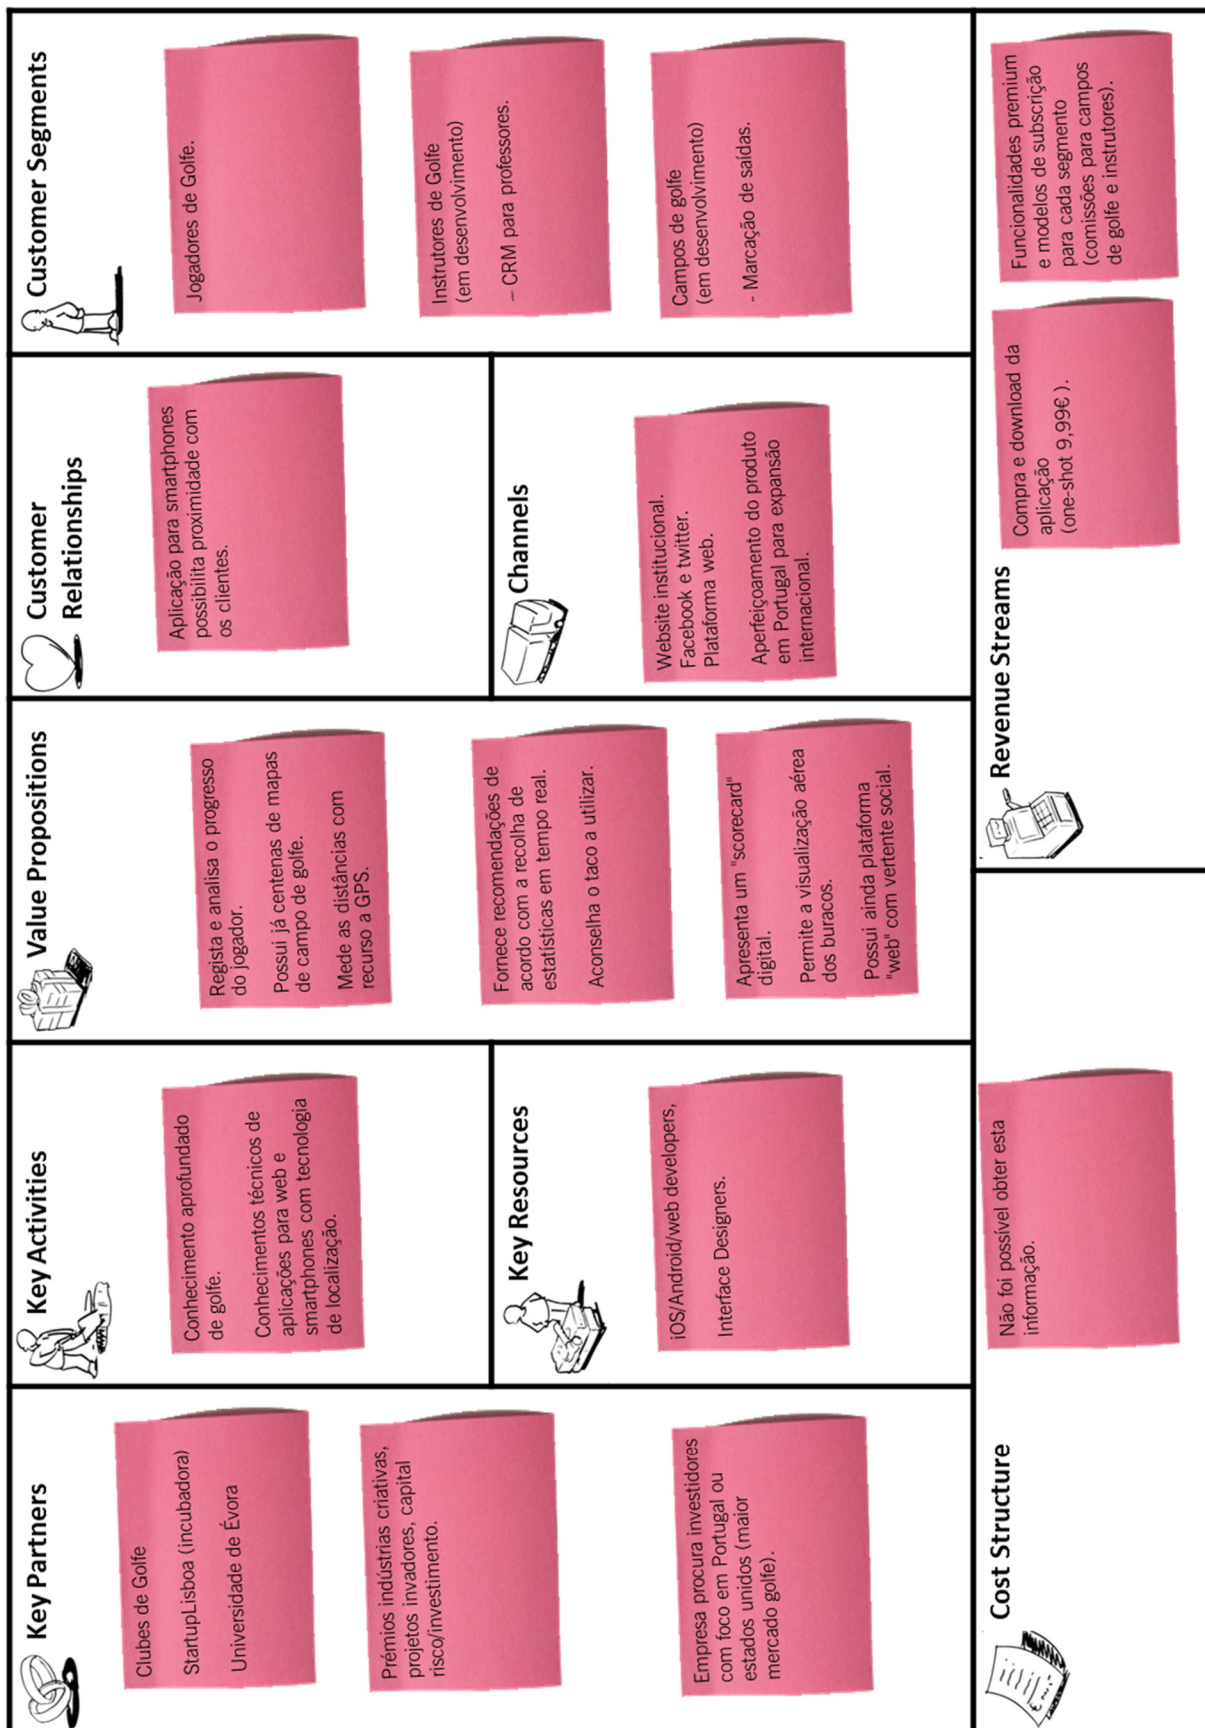 Key Partners
Clubes de Golfe
StartupLisboa (incubadora)
Universidade de Évora
Prémios indústrias criativas,
projetos invadores, capital
risco/investimento.
Empresa procura investidores
com foco em Portugal ou
estados unidos (maior
mercado golfe).
Key Activities
Conhecimento aprofundado
de golfe.
Conhecimentos técnicos de
aplicações para web e
smartphones com tecnologia
de localização.
Key Resources
iOS/Android/web developers,
Interface Designers.
Value Propositions
Regista e analisa o progresso
do jogador.
Possui já centenas de mapas
de campo de golfe.
Mede as distâncias com
recurso a GPS.
Fornece recomendações de
acordo com a recolha de
estatísticas em tempo real.
Aconselha o taco a utilizar.
Apresenta um "scorecard"
digital.
Permite a visualização aérea
dos buracos.
Possui ainda plataforma
"web" com vertente social.
Customer
Relationships
Aplicação para smartphones
possibilita proximidade com
os clientes.
Channels
Website institucional.
Facebook e twitter.
Plataforma web.
Aperfeiçoamento do produto
em Portugal para expansão
internacional.
Customer Segments
Jogadores de Golfe.
Instrutores de Golfe
(em desenvolvimento)
– CRM para professores.
Campos de golfe
(em desenvolvimento)
- Marcação de saídas.
Cost Structure
Não foi possível obter esta
informação.
Revenue Streams
Compra e download da
aplicação
(one-shot 9,99€ ).
Funcionalidades premium
e modelos de subscrição
para cada segmento
(comissões para campos
de golfe e instrutores).